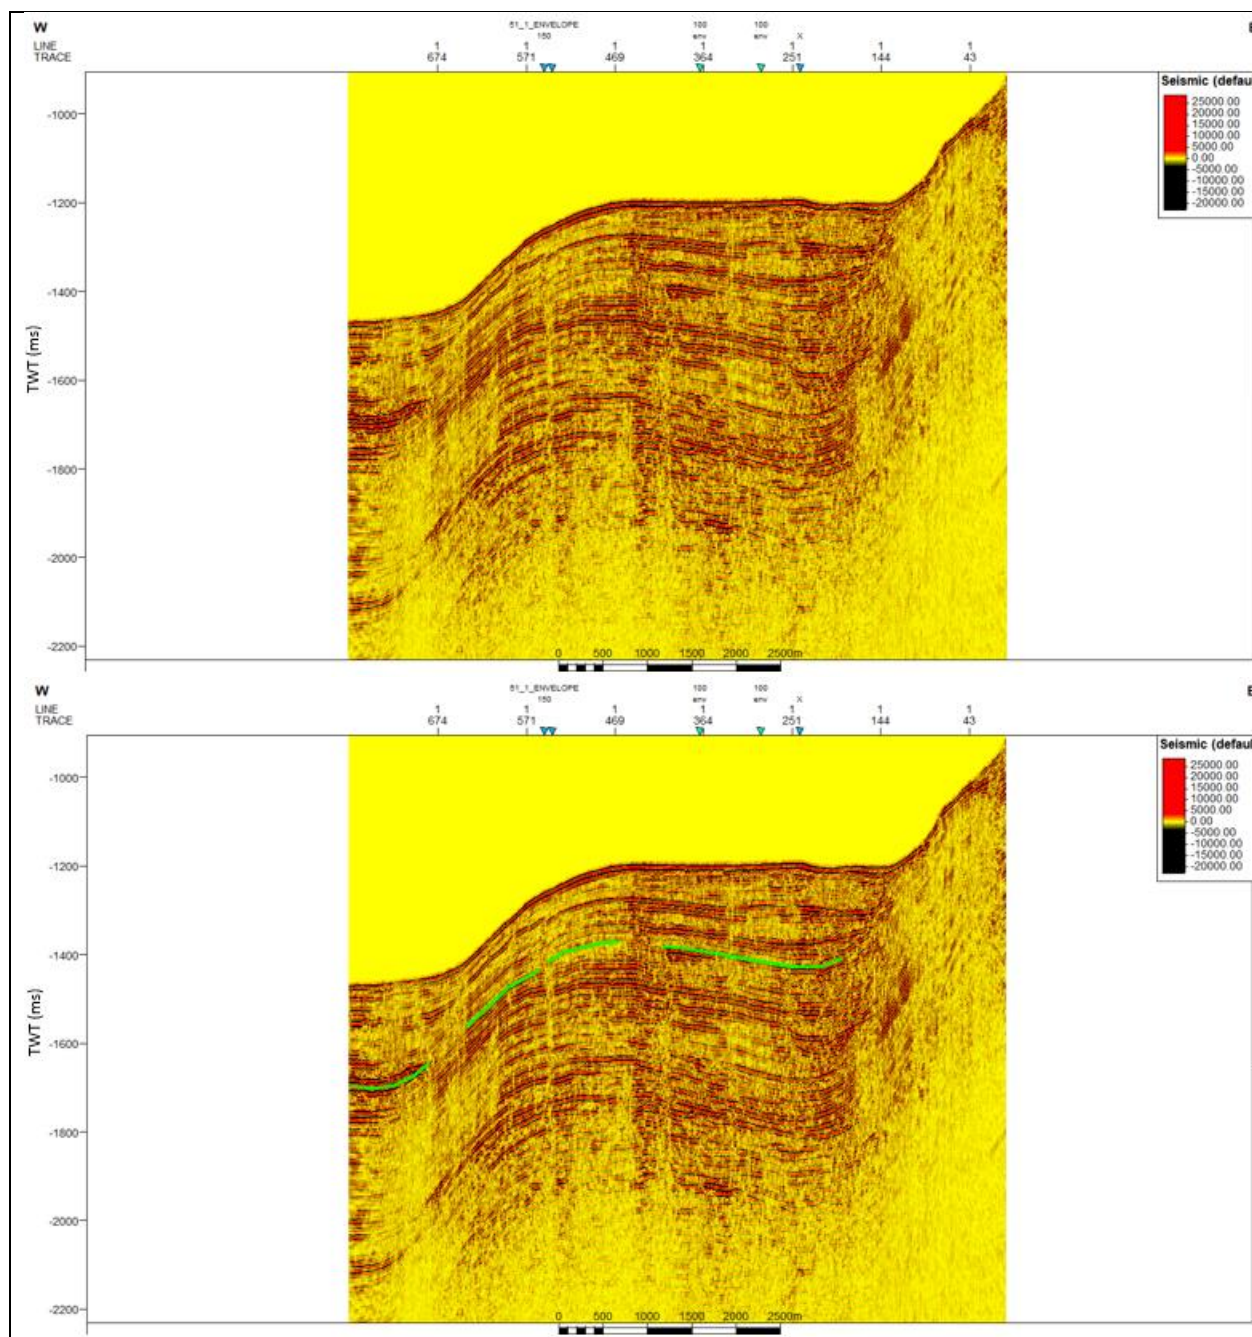 W 51_1_ENVELOPE 100 100 E
150 env env X
LINE 1 1 1 1 1 1 1
TRACE 674 571 469 364 251 144 43
Seismic (defau
25000.00
20000.00
15000.00
10000.00
5000.00
0.00
-5000.00
-10000.00
-15000.00
-20000.00
-1000
-1200
-1400
TWT (ms)
-1600
-1800
-2000
-2200
0 500 1000 1500 2000 2500m
W 51_1_ENVELOPE 100 100 E
150 env env X
LINE 1 1 1 1 1 1 1
TRACE 674 571 469 364 251 144 43
Seismic (defaul
25000.00
20000.00
15000.00
10000.00
5000.00
0.00
-5000.00
-10000.00
-15000.00
-20000.00
-1000
-1200
-1400
TWT (ms)
-1600
-1800
-2000
-2200
0 500 1000 1500 2000 2500m